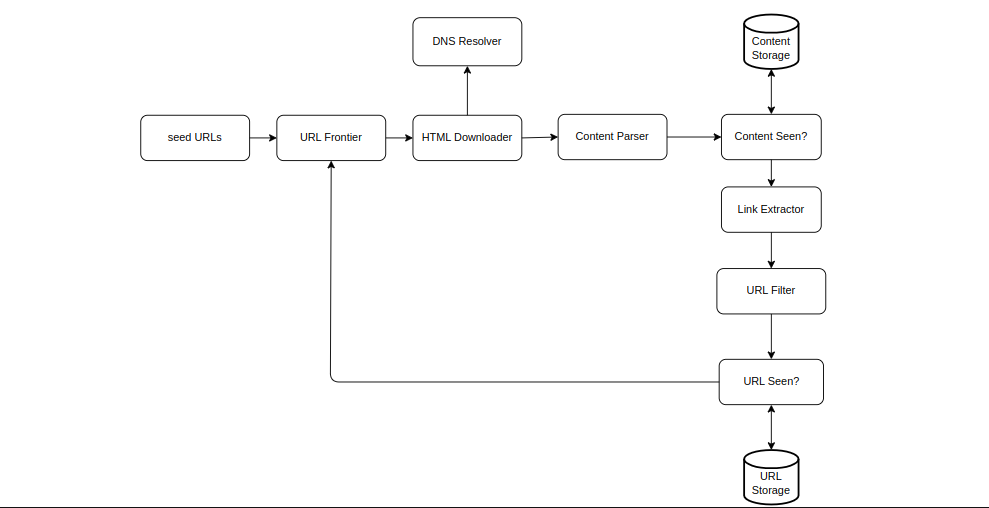 DNS Resolver
Content
Storage
seed URLs
URL Frontier
HTML Downloader
Content Parser
Content Seen?
Link Extractor
URL Filter
URL Seen?
URL
Storage